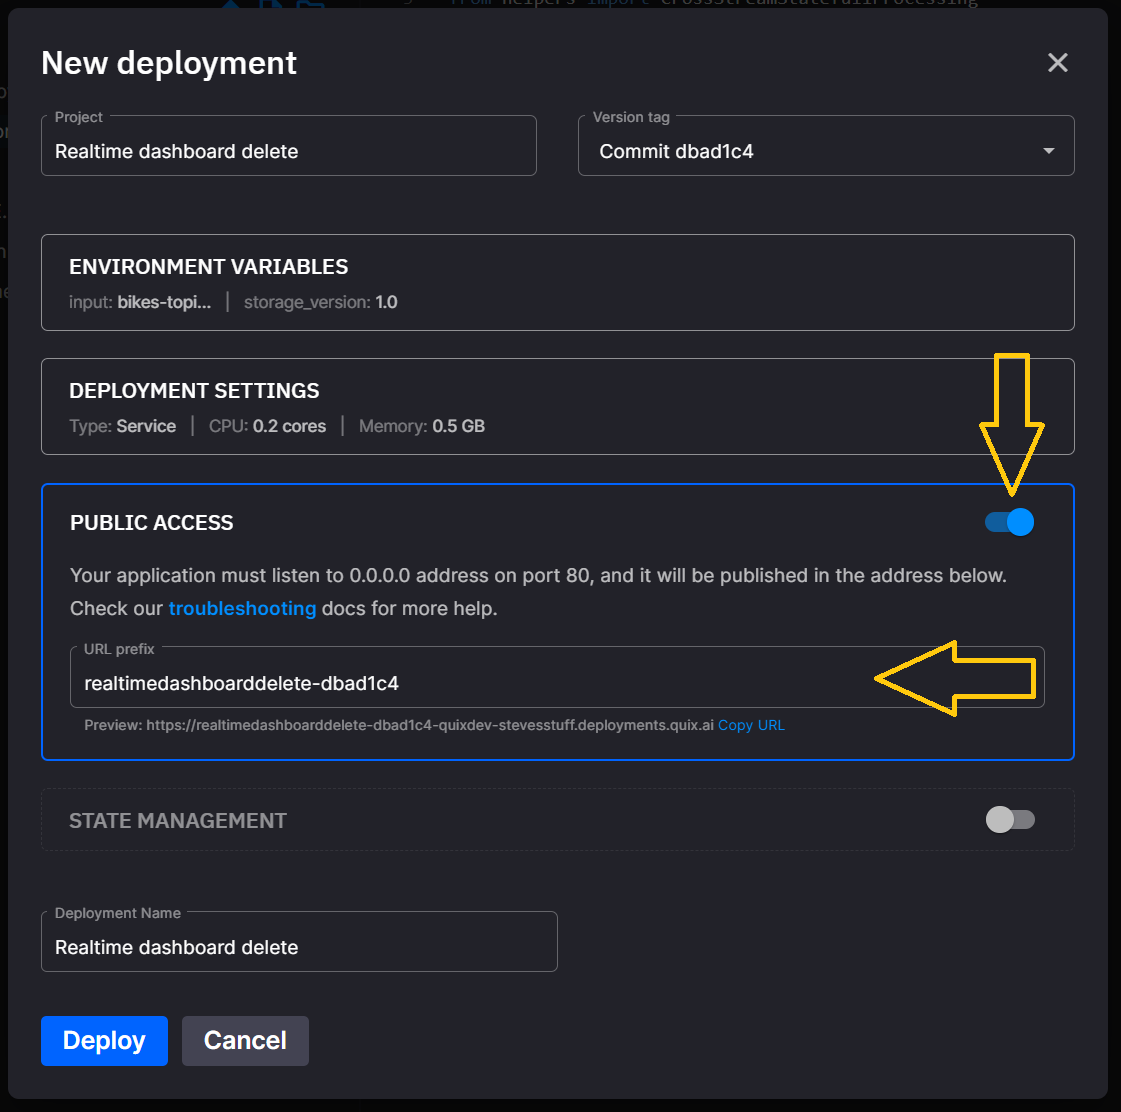 from helpers import CrossStreamStatefullProcessing
New deployment
Project
Realtime dashboard delete
Version tag
Commit dbad1c4
ENVIRONMENT VARIABLES
input: bikes-topi... | storage_version: 1.0
DEPLOYMENT SETTINGS
Type: Service | CPU: 0.2 cores | Memory: 0.5 GB
PUBLIC ACCESS
Your application must listen to 0.0.0.0 address on port 80, and it will be published in the address below.
Check our troubleshooting docs for more help.
URL prefix
realtimedashboarddelete-dbad1c4
Preview: https://realtimedashboarddelete-dbad1c4-quixdev-stevesstuff.deployments.quix.ai Copy URL
STATE MANAGEMENT
Deployment Name
Realtime dashboard delete
Deploy
Cancel